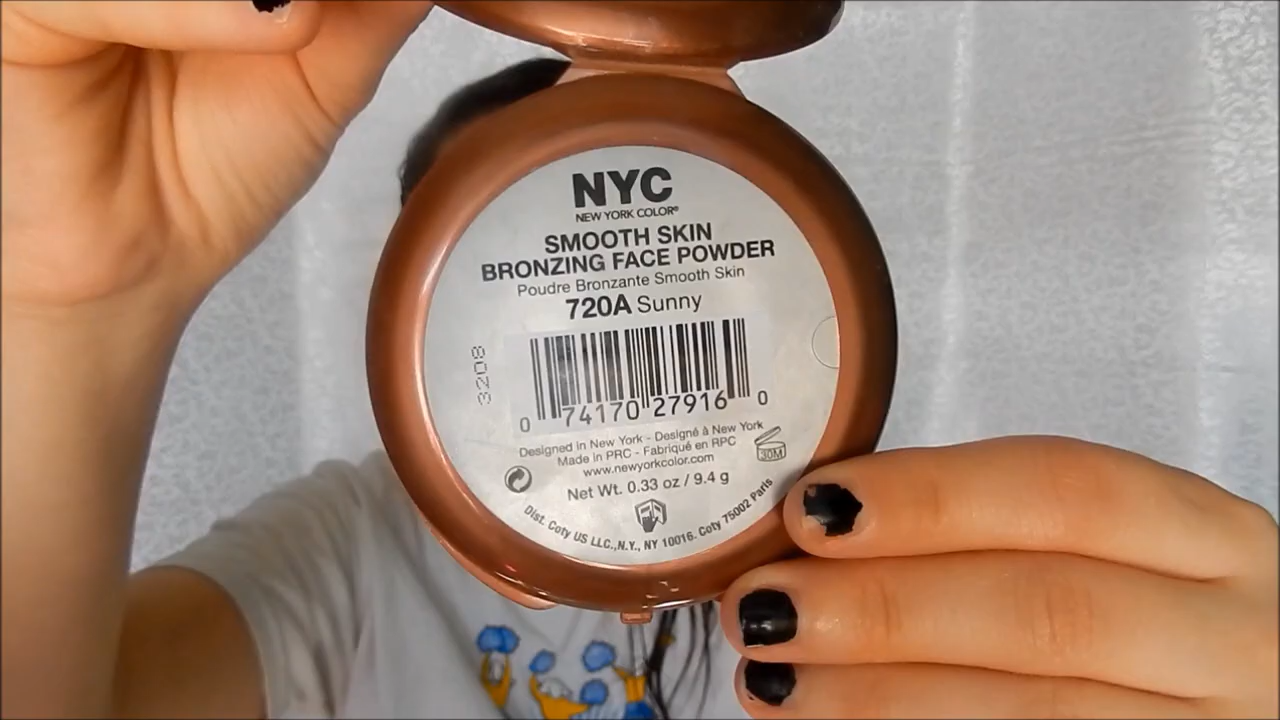 NYC
NEW YORK COLOR®
SMOOTH SKIN
BRONZING FACE POWDER
Poudre Bronzante Smooth Skin
720A Sunny
3208
0 74170 27916 0
Designed in New York - Designé à New York
Made in PRC - Fabriqué en RPC
www.newyorkcolor.com
30M
Net Wt. 0.33 oz / 9.4 g
Dist. Coty US LLC.,N.Y., NY 10016. Coty 75002 Paris